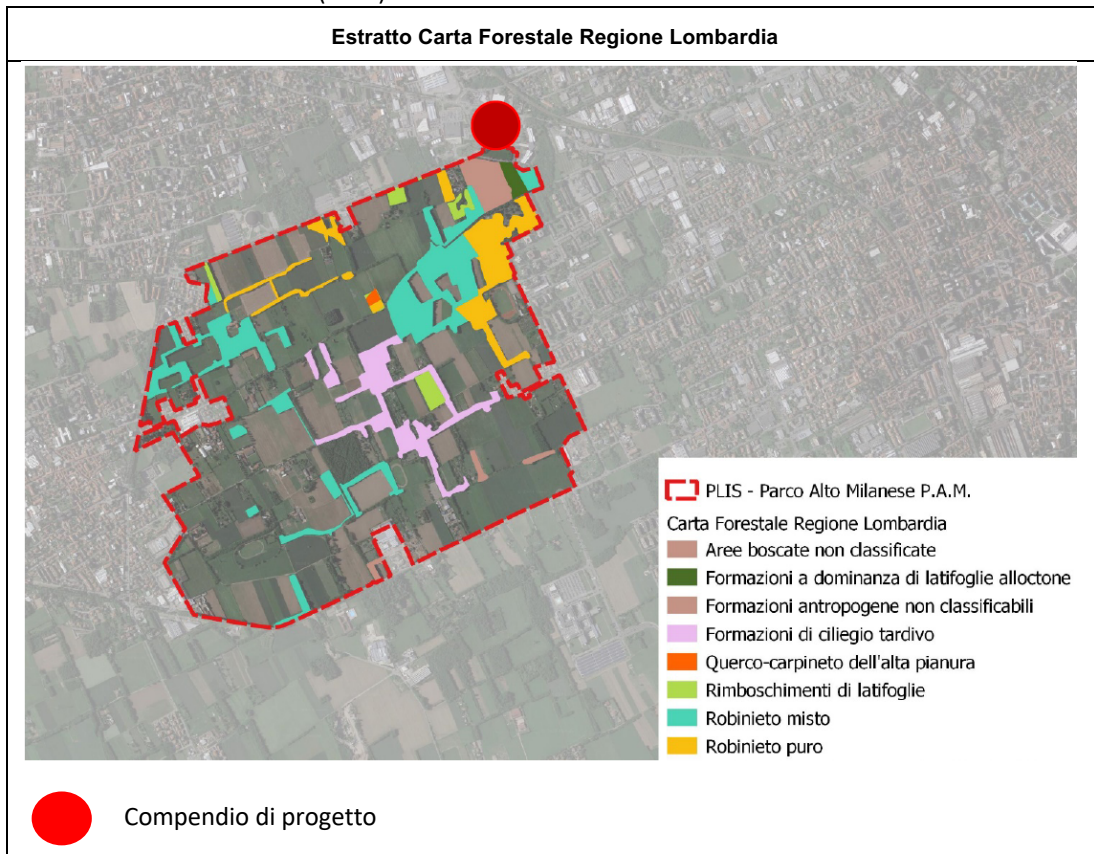 Estratto Carta Forestale Regione Lombardia
PLIS - Parco Alto Milanese P.A.M.
Carta Forestale Regione Lombardia
Aree boscate non classificate
Formazioni a dominanza di latifoglie alloctone
Formazioni antropogene non classificabili
Formazioni di ciliegio tardivo
Querco-carpineto dell'alta pianura
Rimboschimenti di latifoglie
Robinieto misto
Robinieto puro
Compendio di progetto